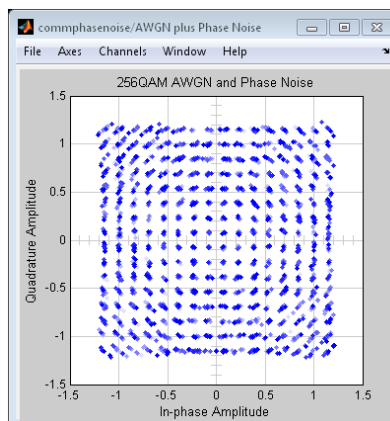 commphasenoise/AWGN plus Phase Noise
File Axes Channels Window Help
256QAM AWGN and Phase Noise
1.5
1
0.5
0
-0.5
-1
-1.5
Quadrature Amplitude
-1.5 -1 -0.5 0 0.5 1 1.5
In-phase Amplitude